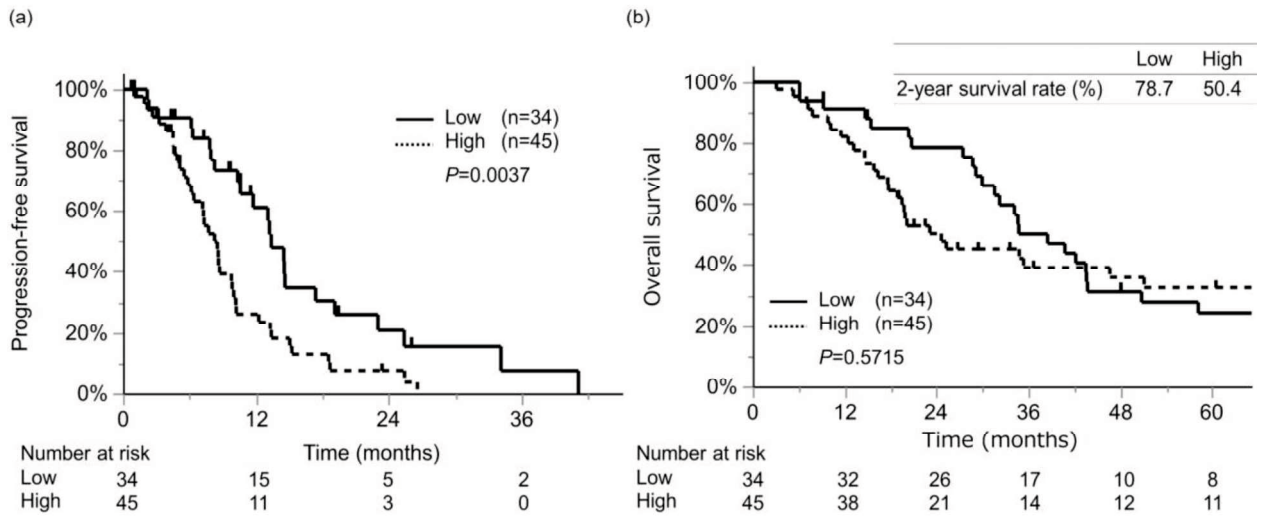 (a)
Progression-free survival
100%
80%
60%
40%
20%
0%
Low (n=34)
High (n=45)
P=0.0037
0 12 24 36
Time (months)
Number at risk
Low 34 15 5 2
High 45 11 3 0
(b)
Low High
2-year survival rate (%) 78.7 50.4
Overall survival
100%
80%
60%
40%
20%
0%
Low (n=34)
High (n=45)
P=0.5715
0 12 24 36 48 60
Time (months)
Number at risk
Low 34 32 26 17 10 8
High 45 38 21 14 12 11